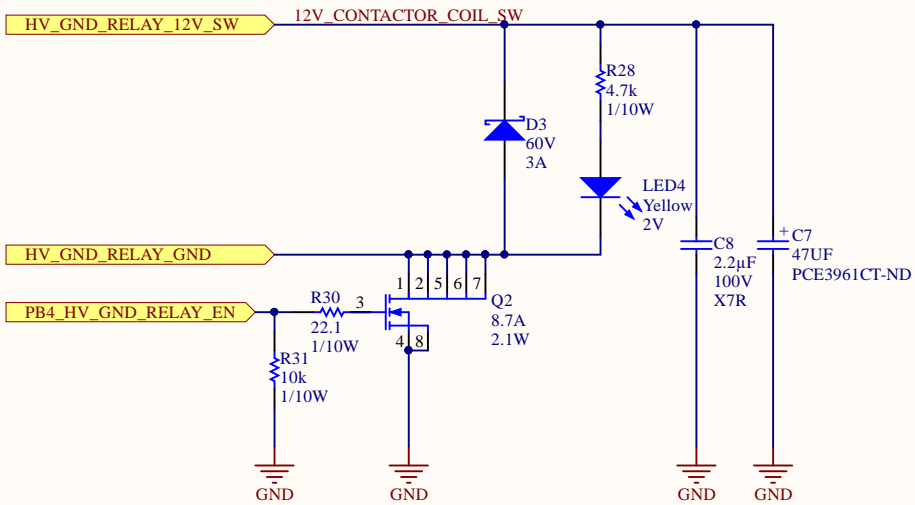 12V_CONTACTOR_COIL_SW
HV_GND_RELAY_12V_SW
R28
4.7k
1/10W
D3
60V
3A
LED4
Yellow
2V
C8
2.2µF
100V
X7R
+ C7
47UF
PCE3961CT-ND
HV_GND_RELAY_GND
1 2 5 6 7
Q2
8.7A
2.1W
PB4_HV_GND_RELAY_EN
R30
22.1
1/10W
3
4 8
R31
10k
1/10W
GND GND GND GND